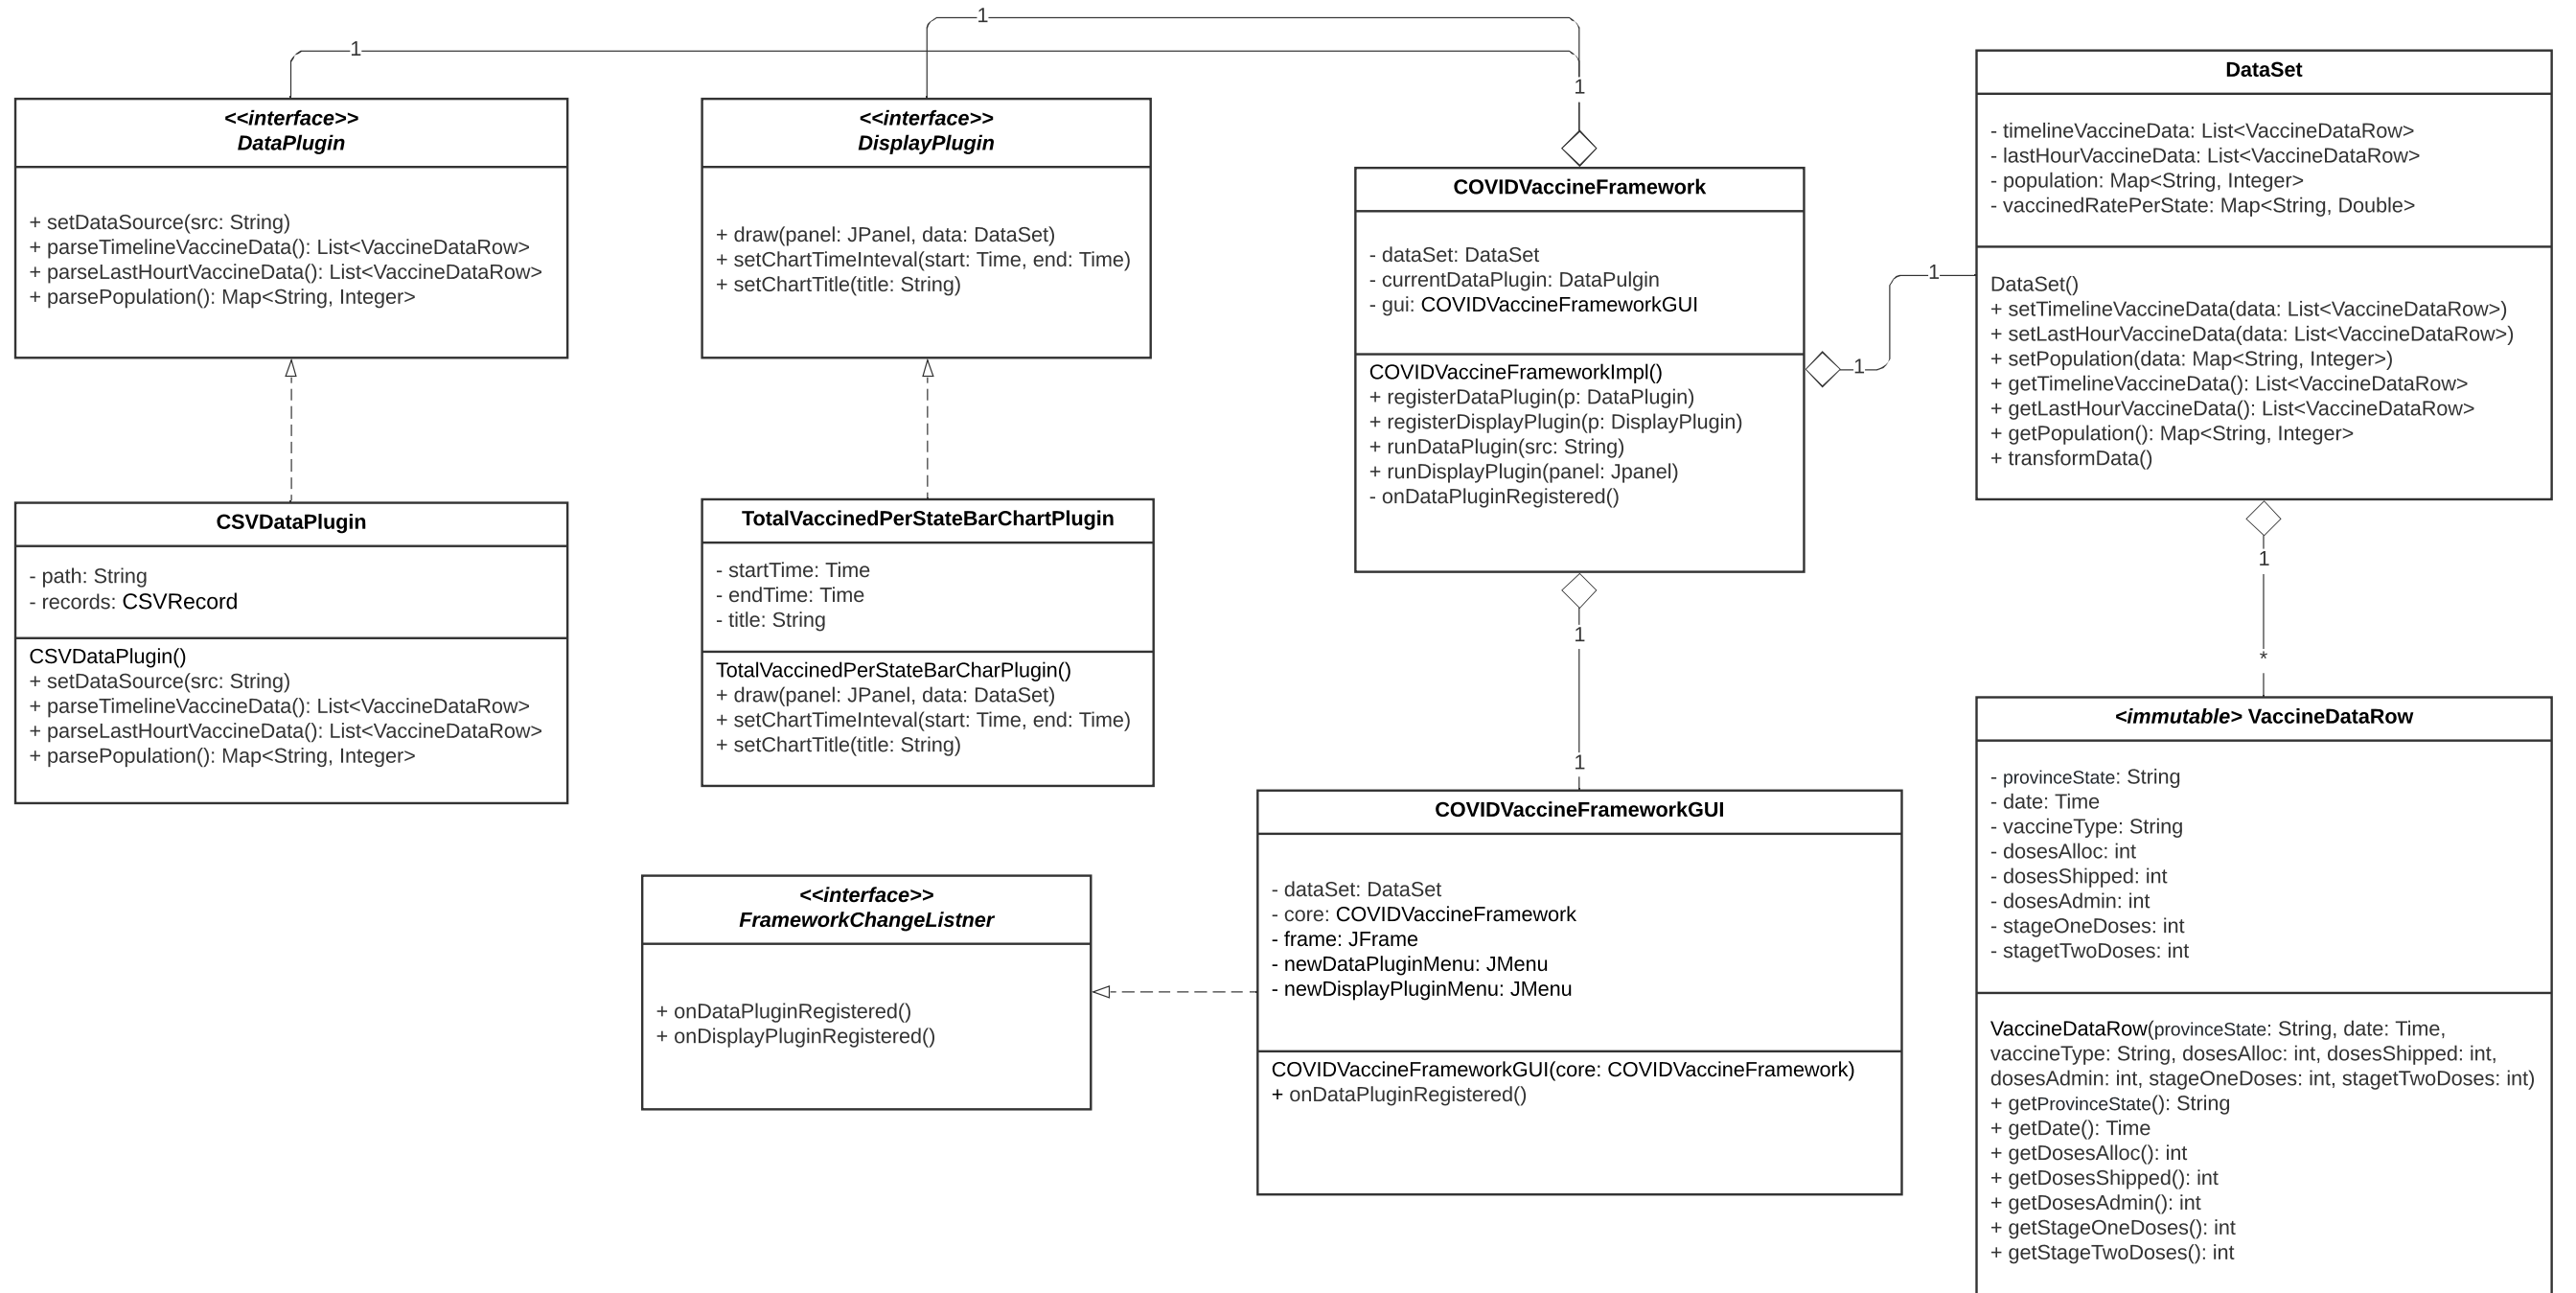 1
1
1
<<interface>>
DataPlugin
+ setDataSource(src: String)
+ parseTimelineVaccineData(): List<VaccineDataRow>
+ parseLastHourtVaccineData(): List<VaccineDataRow>
+ parsePopulation(): Map<String, Integer>
<<interface>>
DisplayPlugin
+ draw(panel: JPanel, data: DataSet)
+ setChartTimeInteval(start: Time, end: Time)
+ setChartTitle(title: String)
COVIDVaccineFramework
- dataSet: DataSet
- currentDataPlugin: DataPulgin
- gui: COVIDVaccineFrameworkGUI
COVIDVaccineFrameworkImpl()
+ registerDataPlugin(p: DataPlugin)
+ registerDisplayPlugin(p: DisplayPlugin)
+ runDataPlugin(src: String)
+ runDisplayPlugin(panel: Jpanel)
- onDataPluginRegistered()
1
1
DataSet
- timelineVaccineData: List<VaccineDataRow>
- lastHourVaccineData: List<VaccineDataRow>
- population: Map<String, Integer>
- vaccinedRatePerState: Map<String, Double>
DataSet()
+ setTimelineVaccineData(data: List<VaccineDataRow>)
+ setLastHourVaccineData(data: List<VaccineDataRow>)
+ setPopulation(data: Map<String, Integer>)
+ getTimelineVaccineData(): List<VaccineDataRow>
+ getLastHourVaccineData(): List<VaccineDataRow>
+ getPopulation(): Map<String, Integer>
+ transformData()
CSVDataPlugin
- path: String
- records: CSVRecord
CSVDataPlugin()
+ setDataSource(src: String)
+ parseTimelineVaccineData(): List<VaccineDataRow>
+ parseLastHourtVaccineData(): List<VaccineDataRow>
+ parsePopulation(): Map<String, Integer>
TotalVaccinedPerStateBarChartPlugin
- startTime: Time
- endTime: Time
- title: String
TotalVaccinedPerStateBarCharPlugin()
+ draw(panel: JPanel, data: DataSet)
+ setChartTimeInteval(start: Time, end: Time)
+ setChartTitle(title: String)
1
1
1
*
<<interface>>
FrameworkChangeListner
+ onDataPluginRegistered()
+ onDisplayPluginRegistered()
COVIDVaccineFrameworkGUI
- dataSet: DataSet
- core: COVIDVaccineFramework
- frame: JFrame
- newDataPluginMenu: JMenu
- newDisplayPluginMenu: JMenu
COVIDVaccineFrameworkGUI(core: COVIDVaccineFramework)
+ onDataPluginRegistered()
<immutable> VaccineDataRow
- provinceState: String
- date: Time
- vaccineType: String
- dosesAlloc: int
- dosesShipped: int
- dosesAdmin: int
- stageOneDoses: int
- stagetTwoDoses: int
VaccineDataRow(provinceState: String, date: Time,
vaccineType: String, dosesAlloc: int, dosesShipped: int,
dosesAdmin: int, stageOneDoses: int, stagetTwoDoses: int)
+ getProvinceState(): String
+ getDate(): Time
+ getDosesAlloc(): int
+ getDosesShipped(): int
+ getDosesAdmin(): int
+ getStageOneDoses(): int
+ getStageTwoDoses(): int